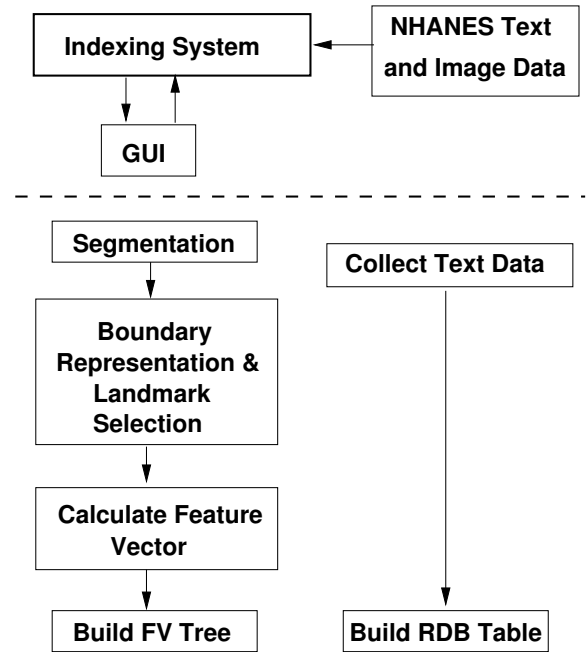 Indexing System
NHANES Text
and Image Data
GUI
Segmentation
Collect Text Data
Boundary
Representation &
Landmark
Selection
Calculate Feature
Vector
Build FV Tree
Build RDB Table